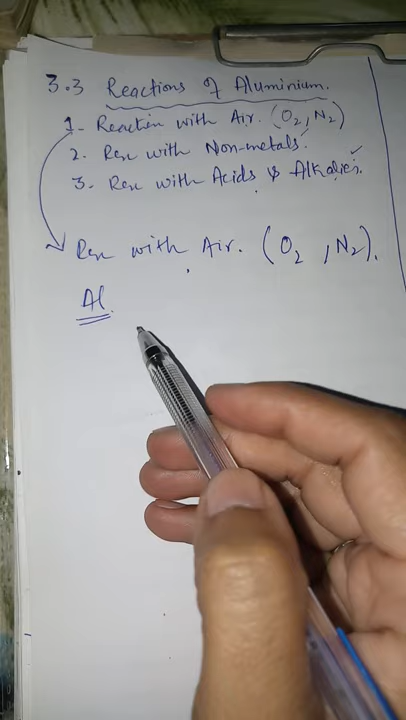 3.3 Reactions of Aluminium.
1- Reaction with Air. (O2, N2)
2. Rxn with Non-metals.
3- Rxn with Acids & Alkalies.
Rxn with Air. (O2, N2).
Al.